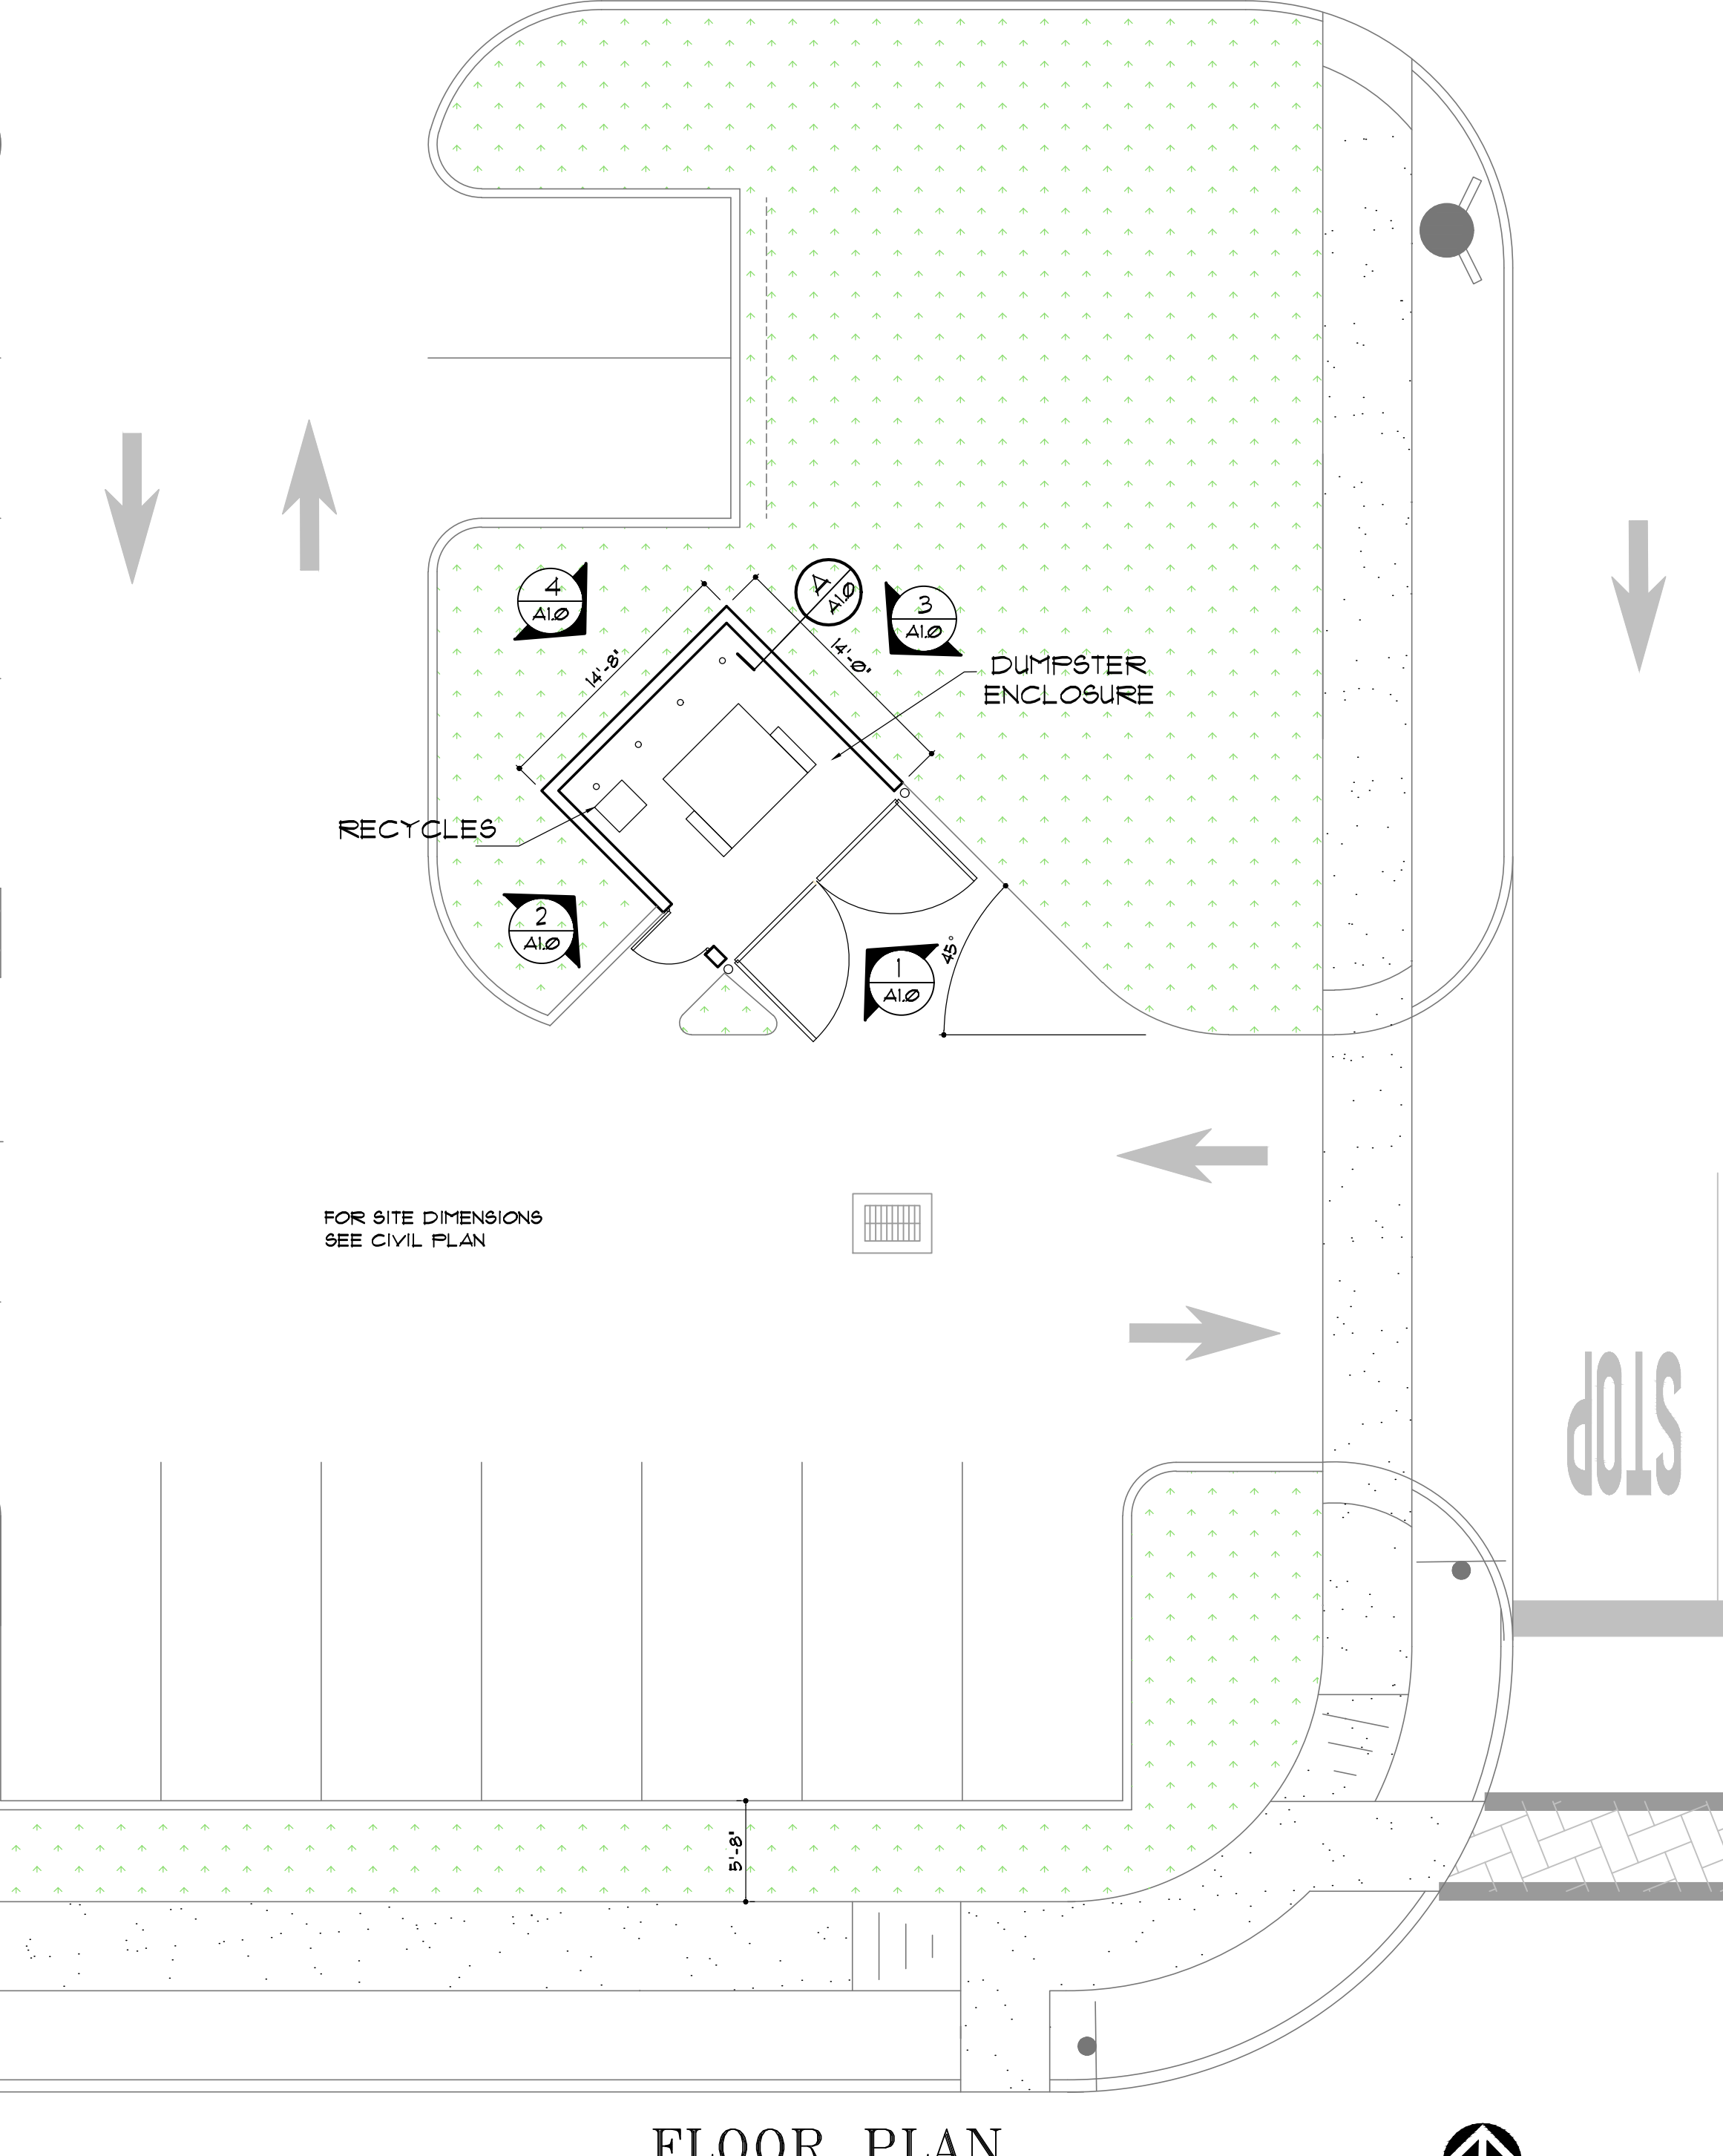 4
A1.0
A
A1.0
3
A1.0
14'-8"
14'-0"
DUMPSTER
ENCLOSURE
RECYCLES
2
A1.0
1
A1.0
45°
FOR SITE DIMENSIONS
SEE CIVIL PLAN
STOP
5'-8"
FLOOR PLAN